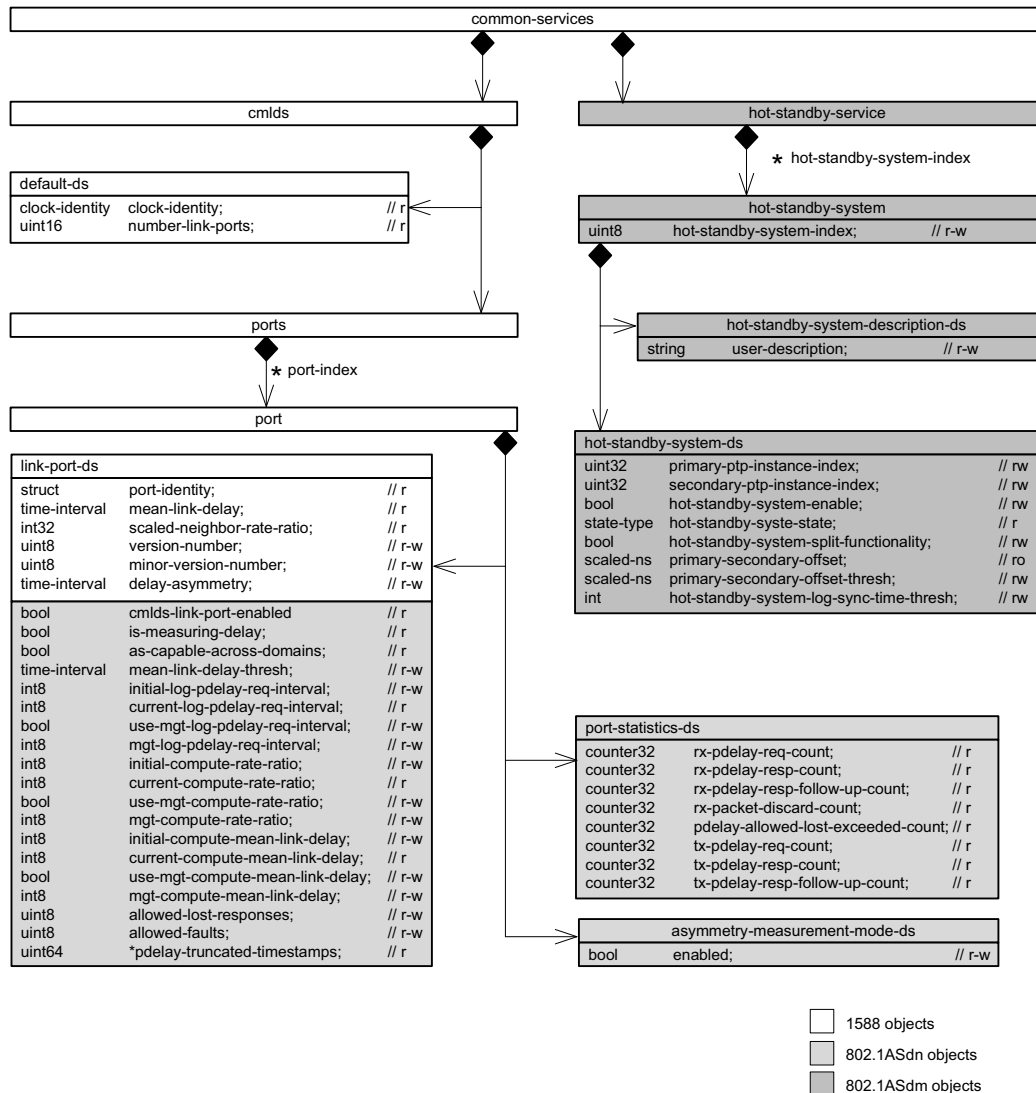 common-services
cmlds
hot-standby-service
* hot-standby-system-index
default-ds
clock-identity clock-identity; // r
uint16 number-link-ports; // r
hot-standby-system
uint8 hot-standby-system-index; // r-w
ports
* port-index
hot-standby-system-description-ds
string user-description; // r-w
port
link-port-ds
struct port-identity; // r
time-interval mean-link-delay; // r
int32 scaled-neighbor-rate-ratio; // r
uint8 version-number; // r-w
uint8 minor-version-number; // r-w
time-interval delay-asymmetry; // r-w
bool cmlds-link-port-enabled // r
bool is-measuring-delay; // r
bool as-capable-across-domains; // r
time-interval mean-link-delay-thresh; // r-w
int8 initial-log-pdelay-req-interval; // r-w
int8 current-log-pdelay-req-interval; // r
bool use-mgt-log-pdelay-req-interval; // r-w
int8 mgt-log-pdelay-req-interval; // r-w
int8 initial-compute-rate-ratio; // r-w
int8 current-compute-rate-ratio; // r
bool use-mgt-compute-rate-ratio; // r-w
int8 mgt-compute-rate-ratio; // r-w
int8 initial-compute-mean-link-delay; // r-w
int8 current-compute-mean-link-delay; // r
bool use-mgt-compute-mean-link-delay; // r-w
int8 mgt-compute-mean-link-delay; // r-w
uint8 allowed-lost-responses; // r-w
uint8 allowed-faults; // r-w
uint64 *pdelay-truncated-timestamps; // r
hot-standby-system-ds
uint32 primary-ptp-instance-index; // rw
uint32 secondary-ptp-instance-index; // rw
bool hot-standby-system-enable; // rw
state-type hot-standby-syste-state; // r
bool hot-standby-system-split-functionality; // rw
scaled-ns primary-secondary-offset; // ro
scaled-ns primary-secondary-offset-thresh; // rw
int hot-standby-system-log-sync-time-thresh; // rw
port-statistics-ds
counter32 rx-pdelay-req-count; // r
counter32 rx-pdelay-resp-count; // r
counter32 rx-pdelay-resp-follow-up-count; // r
counter32 rx-packet-discard-count; // r
counter32 pdelay-allowed-lost-exceeded-count; // r
counter32 tx-pdelay-req-count; // r
counter32 tx-pdelay-resp-count; // r
counter32 tx-pdelay-resp-follow-up-count; // r
asymmetry-measurement-mode-ds
bool enabled; // r-w
1588 objects
802.1ASdn objects
802.1ASdm objects